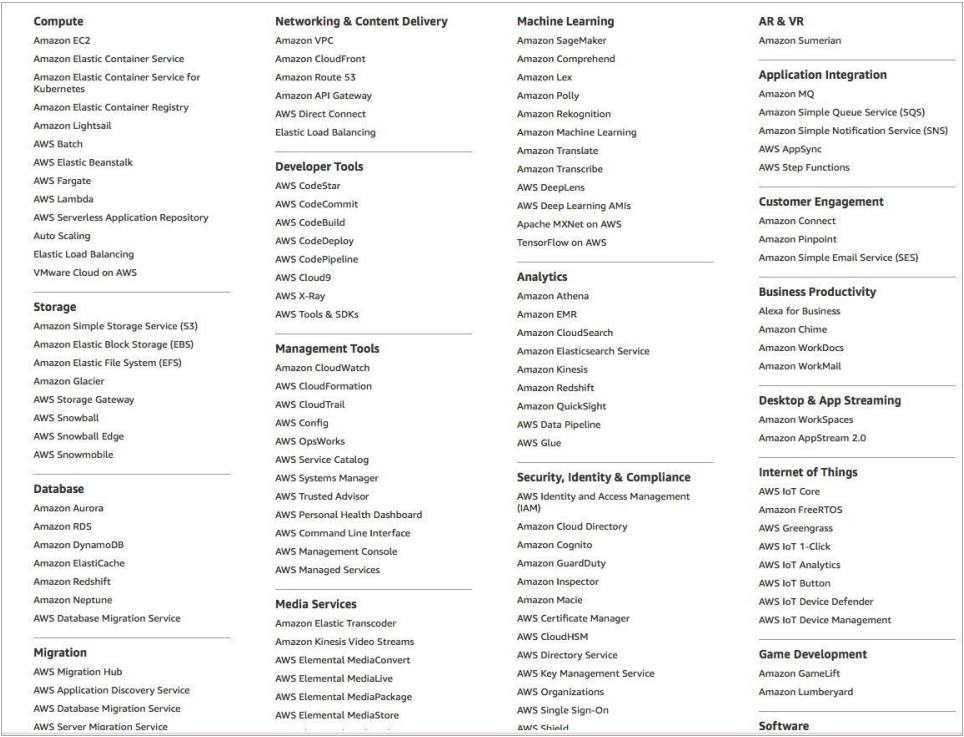 Compute
Amazon EC2
Amazon Elastic Container Service
Amazon Elastic Container Service for
Kubernetes
Amazon Elastic Container Registry
Amazon Lightsail
AWS Batch
AWS Elastic Beanstalk
AWS Fargate
AWS Lambda
AWS Serverless Application Repository
Auto Scaling
Elastic Load Balancing
VMware Cloud on AWS
Storage
Amazon Simple Storage Service (S3)
Amazon Elastic Block Storage (EBS)
Amazon Elastic File System (EFS)
Amazon Glacier
AWS Storage Gateway
AWS Snowball
AWS Snowball Edge
AWS Snowmobile
Database
Amazon Aurora
Amazon RDS
Amazon DynamoDB
Amazon ElastiCache
Amazon Redshift
Amazon Neptune
AWS Database Migration Service
Migration
AWS Migration Hub
AWS Application Discovery Service
AWS Database Migration Service
AWS Server Migration Service
Networking & Content Delivery
Amazon VPC
Amazon CloudFront
Amazon Route 53
Amazon API Gateway
AWS Direct Connect
Elastic Load Balancing
Developer Tools
AWS CodeStar
AWS CodeCommit
AWS CodeBuild
AWS CodeDeploy
AWS CodePipeline
AWS Cloud9
AWS X-Ray
AWS Tools & SDKs
Management Tools
Amazon CloudWatch
AWS CloudFormation
AWS CloudTrail
AWS Config
AWS OpsWorks
AWS Service Catalog
AWS Systems Manager
AWS Trusted Advisor
AWS Personal Health Dashboard
AWS Command Line Interface
AWS Management Console
AWS Managed Services
Media Services
Amazon Elastic Transcoder
Amazon Kinesis Video Streams
AWS Elemental MediaConvert
AWS Elemental MediaLive
AWS Elemental MediaPackage
AWS Elemental MediaStore
Machine Learning
Amazon SageMaker
Amazon Comprehend
Amazon Lex
Amazon Polly
Amazon Rekognition
Amazon Machine Learning
Amazon Translate
Amazon Transcribe
AWS DeepLens
AWS Deep Learning AMIs
Apache MXNet on AWS
TensorFlow on AWS
Analytics
Amazon Athena
Amazon EMR
Amazon CloudSearch
Amazon Elasticsearch Service
Amazon Kinesis
Amazon Redshift
Amazon QuickSight
AWS Data Pipeline
AWS Glue
Security, Identity & Compliance
AWS Identity and Access Management
(IAM)
Amazon Cloud Directory
Amazon Cognito
Amazon GuardDuty
Amazon Inspector
Amazon Macie
AWS Certificate Manager
AWS CloudHSM
AWS Directory Service
AWS Key Management Service
AWS Organizations
AWS Single Sign-On
AWS Shield
AR & VR
Amazon Sumerian
Application Integration
Amazon MQ
Amazon Simple Queue Service (SQS)
Amazon Simple Notification Service (SNS)
AWS AppSync
AWS Step Functions
Customer Engagement
Amazon Connect
Amazon Pinpoint
Amazon Simple Email Service (SES)
Business Productivity
Alexa for Business
Amazon Chime
Amazon WorkDocs
Amazon WorkMail
Desktop & App Streaming
Amazon WorkSpaces
Amazon AppStream 2.0
Internet of Things
AWS IoT Core
Amazon FreeRTOS
AWS Greengrass
AWS IoT 1-Click
AWS IoT Analytics
AWS IoT Button
AWS IoT Device Defender
AWS IoT Device Management
Game Development
Amazon GameLift
Amazon Lumberyard
Software